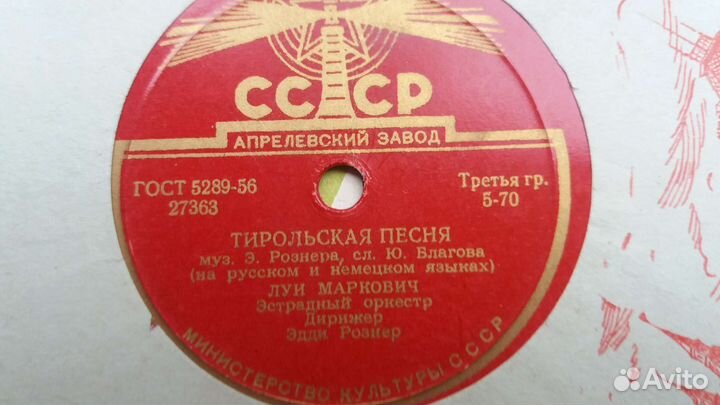 СССР
АПРЕЛЕВСКИЙ ЗАВОД
ГОСТ 5289-56
27363
Третья гр.
5-70
ТИРОЛЬСКАЯ ПЕСНЯ
муз. Э. Рознера, сл. Ю. Благова
(на русском и немецком языках)
ЛУИ МАРКОВИЧ
Эстрадный оркестр
Дирижер
Эдди Рознер
МИНИСТЕРСТВО КУЛЬТУРЫ СССР
Avito